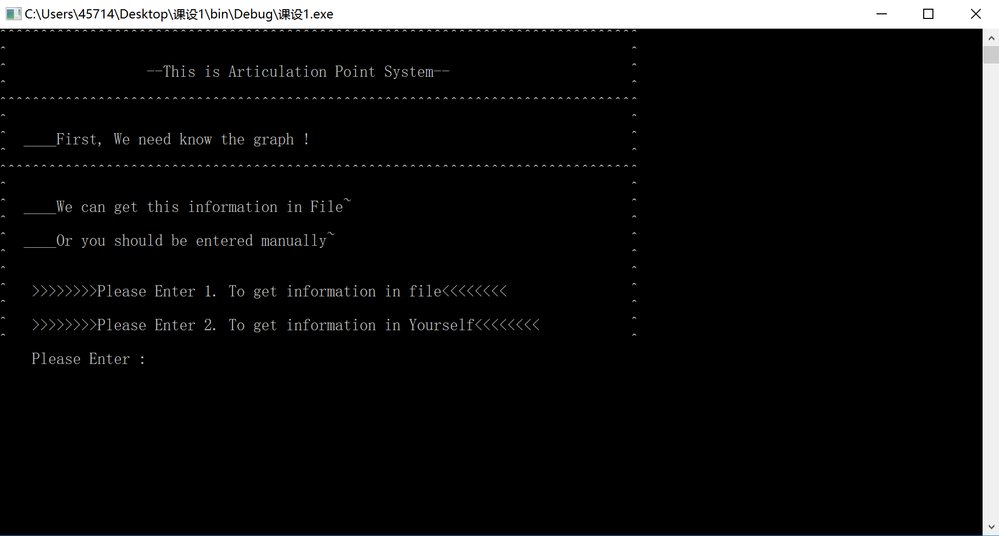 C:\Users\45714\Desktop\课设1\bin\Debug\课设1.exe
^^^^^^^^^^^^^^^^^^^^^^^^^^^^^^^^^^^^^^^^^^^^^^^^^^^^^^^^^^^^^^^^^^^^^^^^^^^^^^
^ ^
^ --This is Articulation Point System-- ^
^ ^
^^^^^^^^^^^^^^^^^^^^^^^^^^^^^^^^^^^^^^^^^^^^^^^^^^^^^^^^^^^^^^^^^^^^^^^^^^^^^^
^ ^
^ ____First, We need know the graph ! ^
^ ^
^^^^^^^^^^^^^^^^^^^^^^^^^^^^^^^^^^^^^^^^^^^^^^^^^^^^^^^^^^^^^^^^^^^^^^^^^^^^^^
^ ^
^ ____We can get this information in File~ ^
^ ^
^ ____Or you should be entered manually~ ^
^ ^
^ ^
^ >>>>>>>>Please Enter 1. To get information in file<<<<<<<< ^
^ ^
^ >>>>>>>>Please Enter 2. To get information in Yourself<<<<<<<< ^
^ ^
Please Enter :